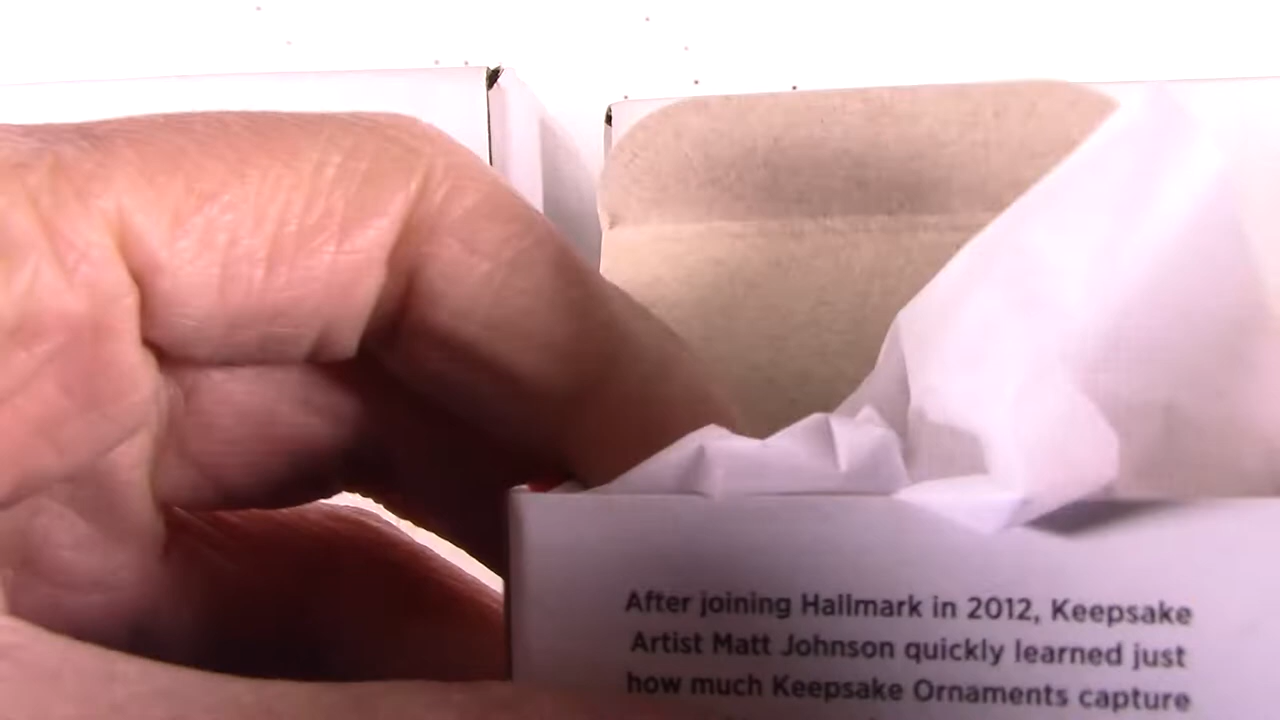 After joining Hallmark in 2012, Keepsake
Artist Matt Johnson quickly learned just
how much Keepsake Ornaments capture